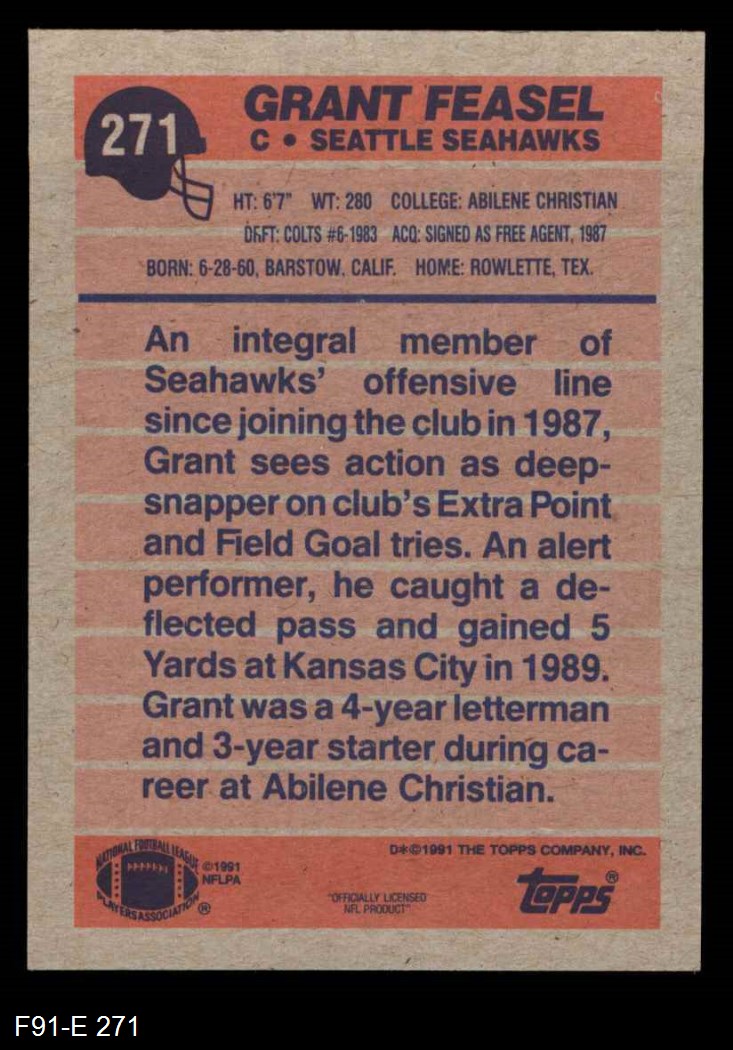 271
GRANT FEASEL
C • SEATTLE SEAHAWKS
HT: 6'7" WT: 280 COLLEGE: ABILENE CHRISTIAN
DRFT: COLTS #6-1983 ACQ: SIGNED AS FREE AGENT, 1987
BORN: 6-28-60, BARSTOW, CALIF. HOME: ROWLETTE, TEX.
An integral member of
Seahawks' offensive line
since joining the club in 1987,
Grant sees action as deep-
snapper on club's Extra Point
and Field Goal tries. An alert
performer, he caught a de-
flected pass and gained 5
Yards at Kansas City in 1989.
Grant was a 4-year letterman
and 3-year starter during ca-
reer at Abilene Christian.
NATIONAL FOOTBALL LEAGUE
PLAYERS ASSOCIATION ®
©1991
NFLPA
D*©1991 THE TOPPS COMPANY, INC.
"OFFICIALLY LICENSED
NFL PRODUCT"
topps®
F91-E 271